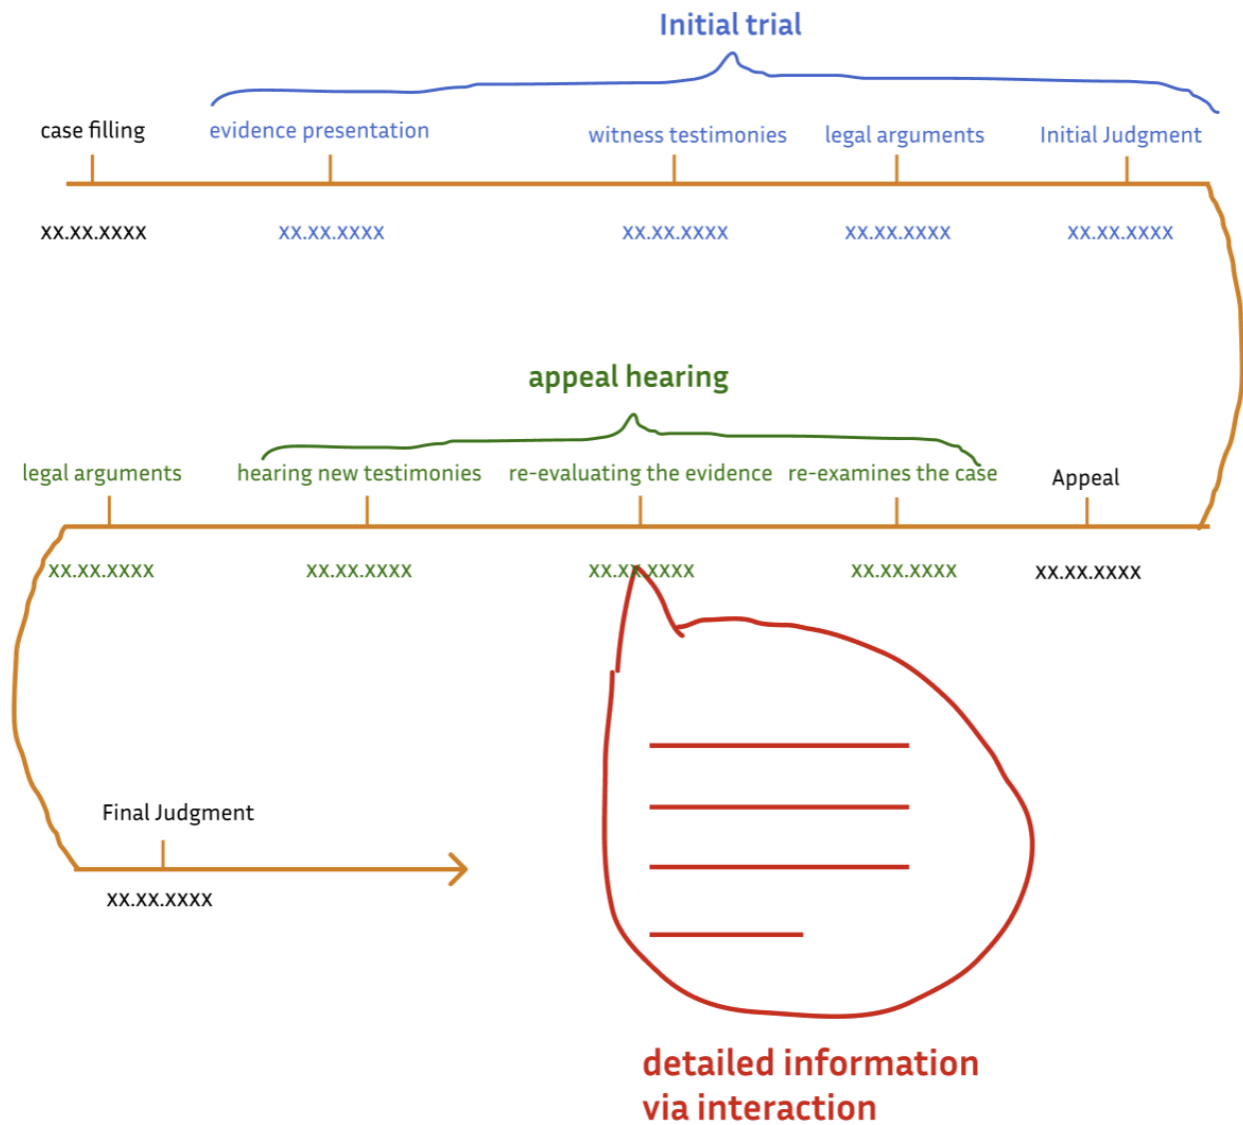 Initial trial
case filling
evidence presentation
witness testimonies
legal arguments
Initial Judgment
xx.xx.xxxx
xx.xx.xxxx
xx.xx.xxxx
xx.xx.xxxx
xx.xx.xxxx
appeal hearing
legal arguments
hearing new testimonies
re-evaluating the evidence
re-examines the case
Appeal
xx.xx.xxxx
xx.xx.xxxx
xx.xx.xxxx
xx.xx.xxxx
xx.xx.xxxx
Final Judgment
xx.xx.xxxx
detailed information
via interaction